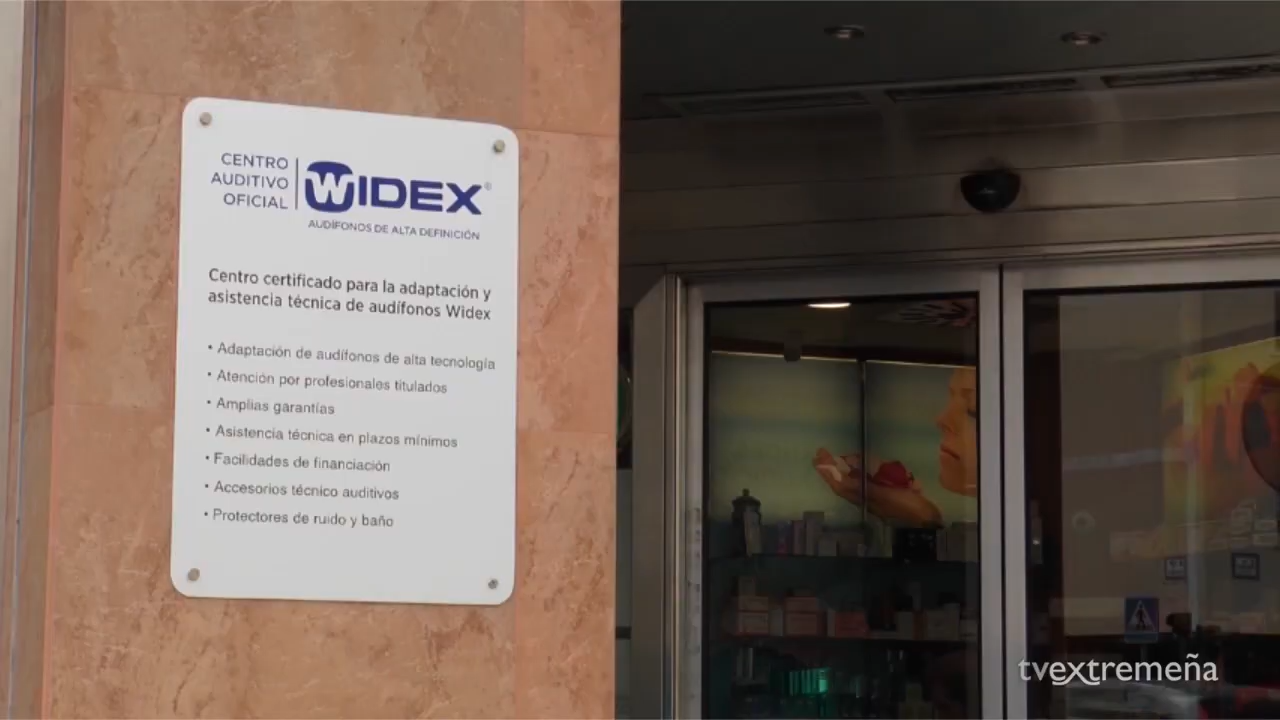 CENTRO
AUDITIVO
OFICIAL
WIDEX®
AUDÍFONOS DE ALTA DEFINICIÓN
Centro certificado para la adaptación y
asistencia técnica de audífonos Widex
• Adaptación de audífonos de alta tecnología
• Atención por profesionales titulados
• Amplias garantías
• Asistencia técnica en plazos mínimos
• Facilidades de financiación
• Accesorios técnico auditivos
• Protectores de ruido y baño
tvextremeña